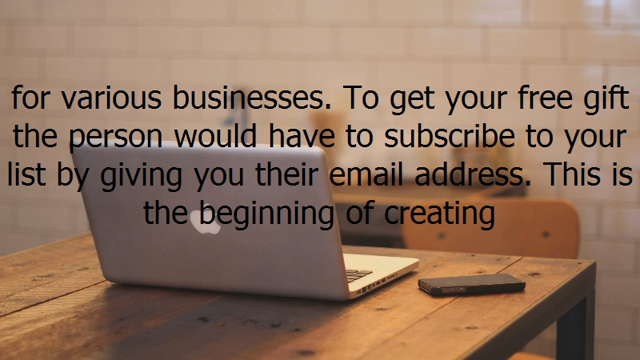 for various businesses. To get your free gift
the person would have to subscribe to your
list by giving you their email address. This is
the beginning of creating